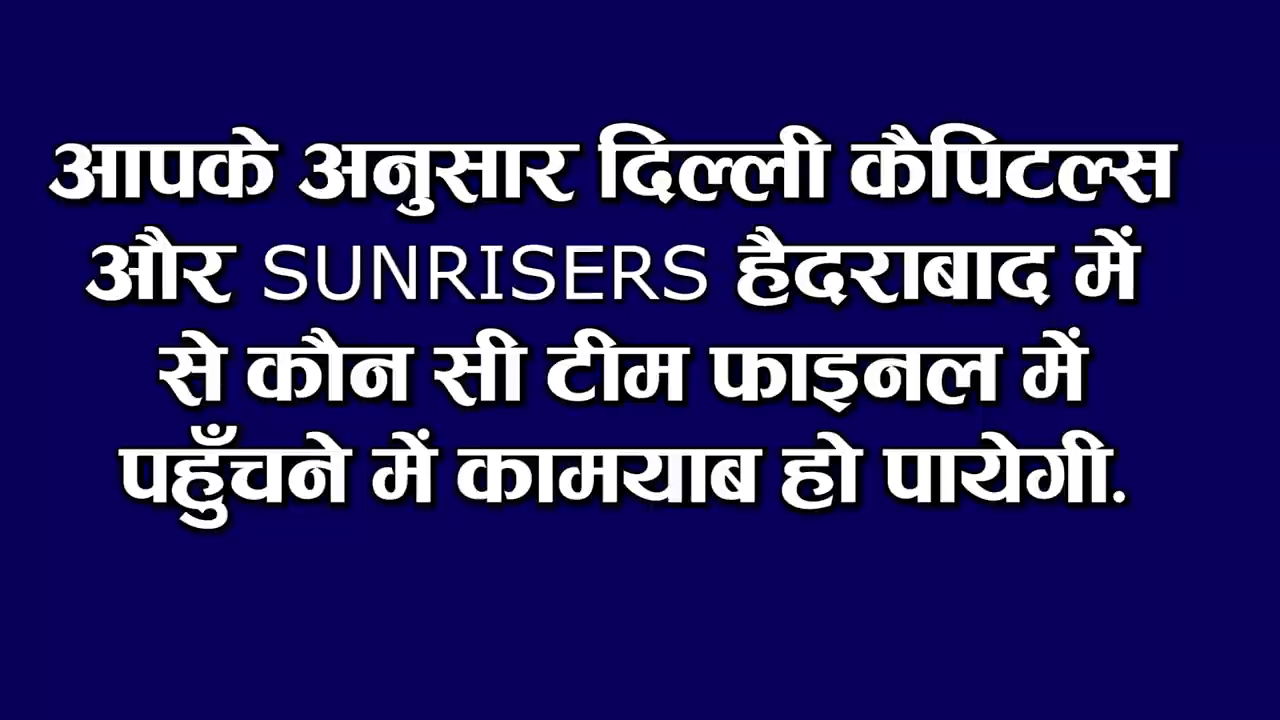 आपके अनुसार दिल्ली कैपिटल्स
और SUNRISERS हैदराबाद में
से कौन सी टीम फाइनल में
पहुँचने में कामयाब हो पायेगी.